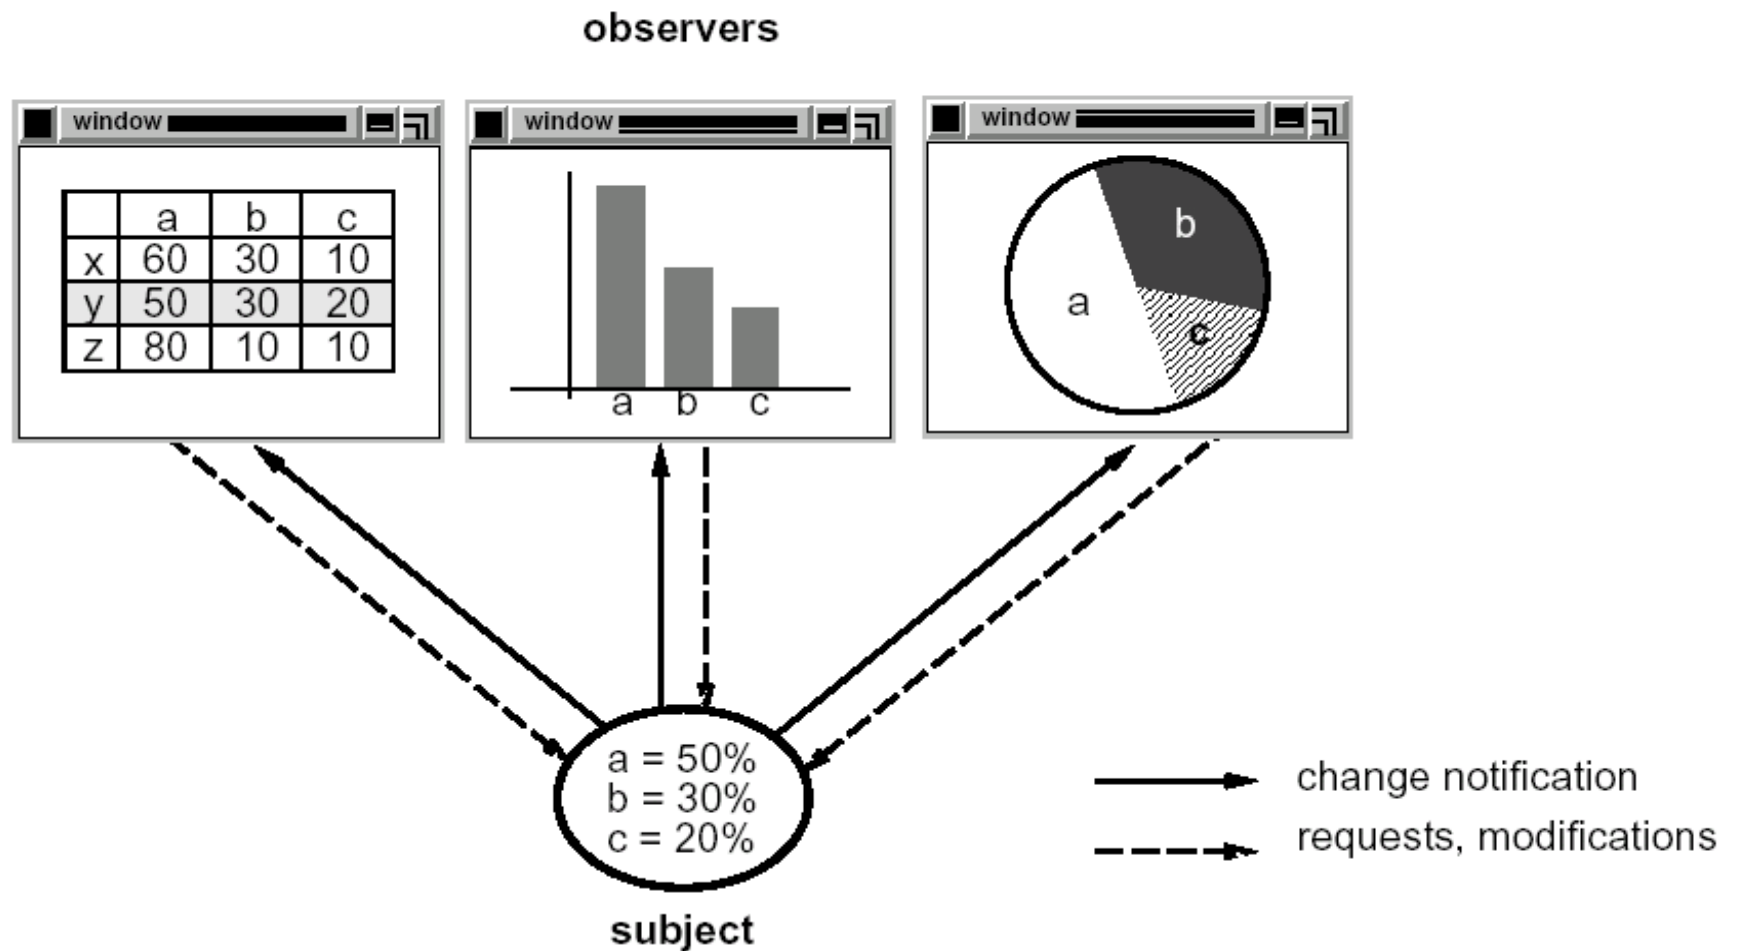 observers
window
window
window
a b c
x 60 30 10
y 50 30 20
z 80 10 10
a b c
b
a
c
a = 50%
b = 30%
c = 20%
change notification
requests, modifications
subject